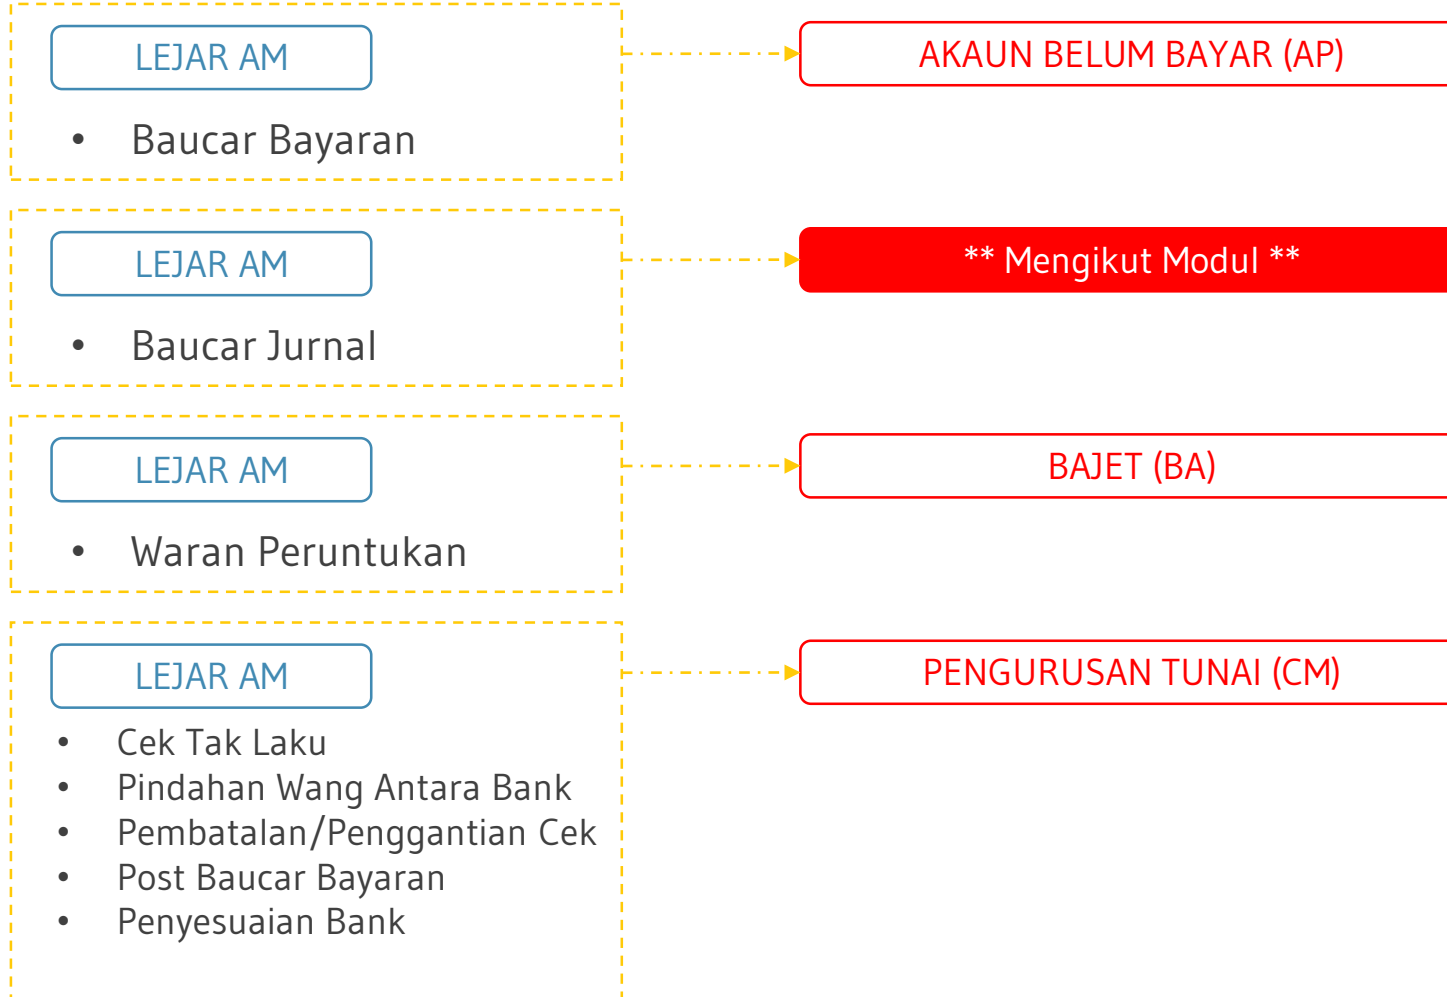 LEJAR AM
AKAUN BELUM BAYAR (AP)
• Baucar Bayaran
LEJAR AM
** Mengikut Modul **
• Baucar Jurnal
LEJAR AM
BAJET (BA)
• Waran Peruntukan
LEJAR AM
PENGURUSAN TUNAI (CM)
• Cek Tak Laku
• Pindahan Wang Antara Bank
• Pembatalan/Penggantian Cek
• Post Baucar Bayaran
• Penyesuaian Bank